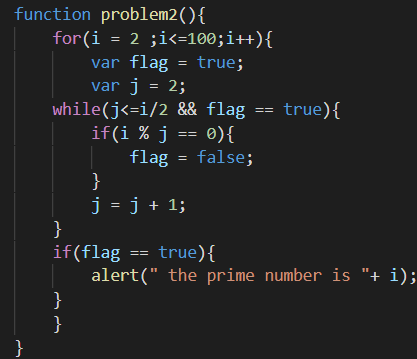 function problem2(){
    for(i = 2 ;i<=100;i++){
        var flag = true;
        var j = 2;
    while(j<=i/2 && flag == true){
        if(i % j == 0){
            flag = false;
        }
        j = j + 1;
    }
    if(flag == true){
        alert(" the prime number is "+ i);
    }
    }
}